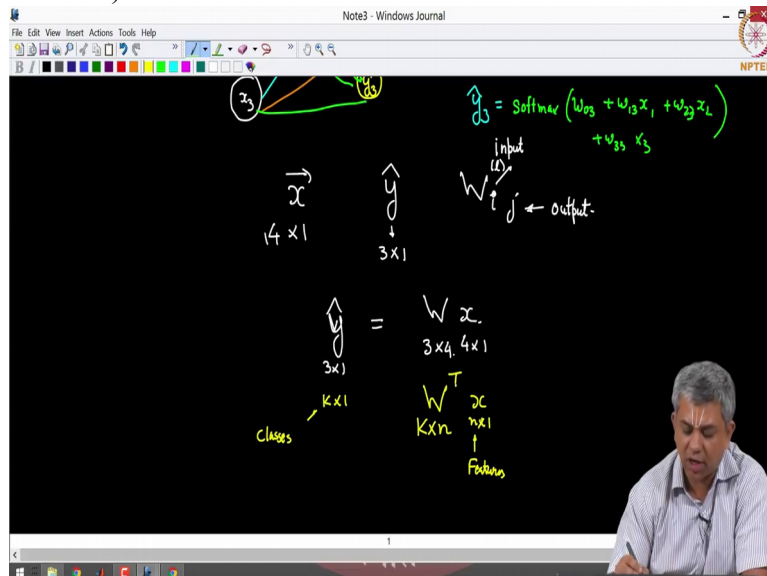 Note3 - Windows Journal
File Edit View Insert Actions Tools Help
NPTEL
B I
x3
ŷ3
ŷ3 = softmax (w03 + w13 x1 + w23 x2
+ w33 x3)
input
x⃗ ŷ W i j (l) ← output.
4 × 1 3 × 1
ŷ = W x.
3×1 3×4. 4×1
K×1 W^T x
Classes K×n n×1
Features
1